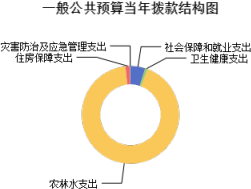 一般公共预算当年拨款结构图
灾害防治及应急管理支出
社会保障和就业支出
住房保障支出
卫生健康支出
农林水支出